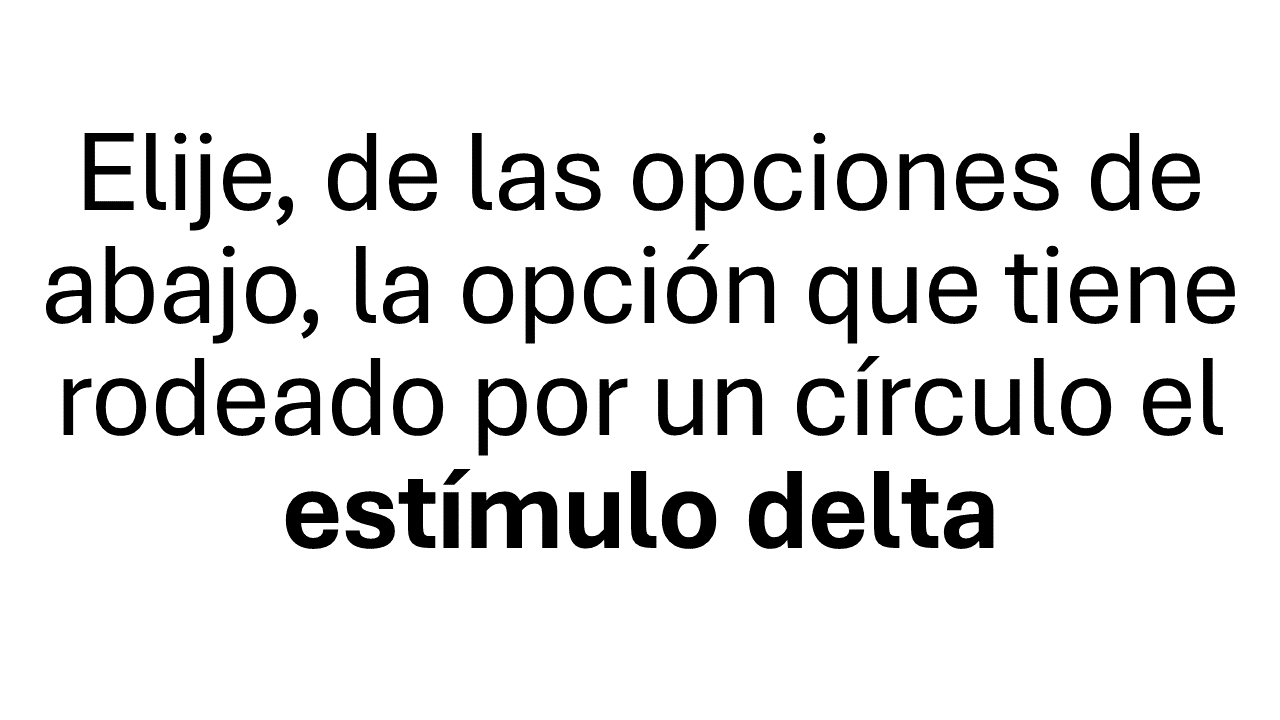 Elije, de las opciones de
abajo, la opción que tiene
rodeado por un círculo el
estímulo delta